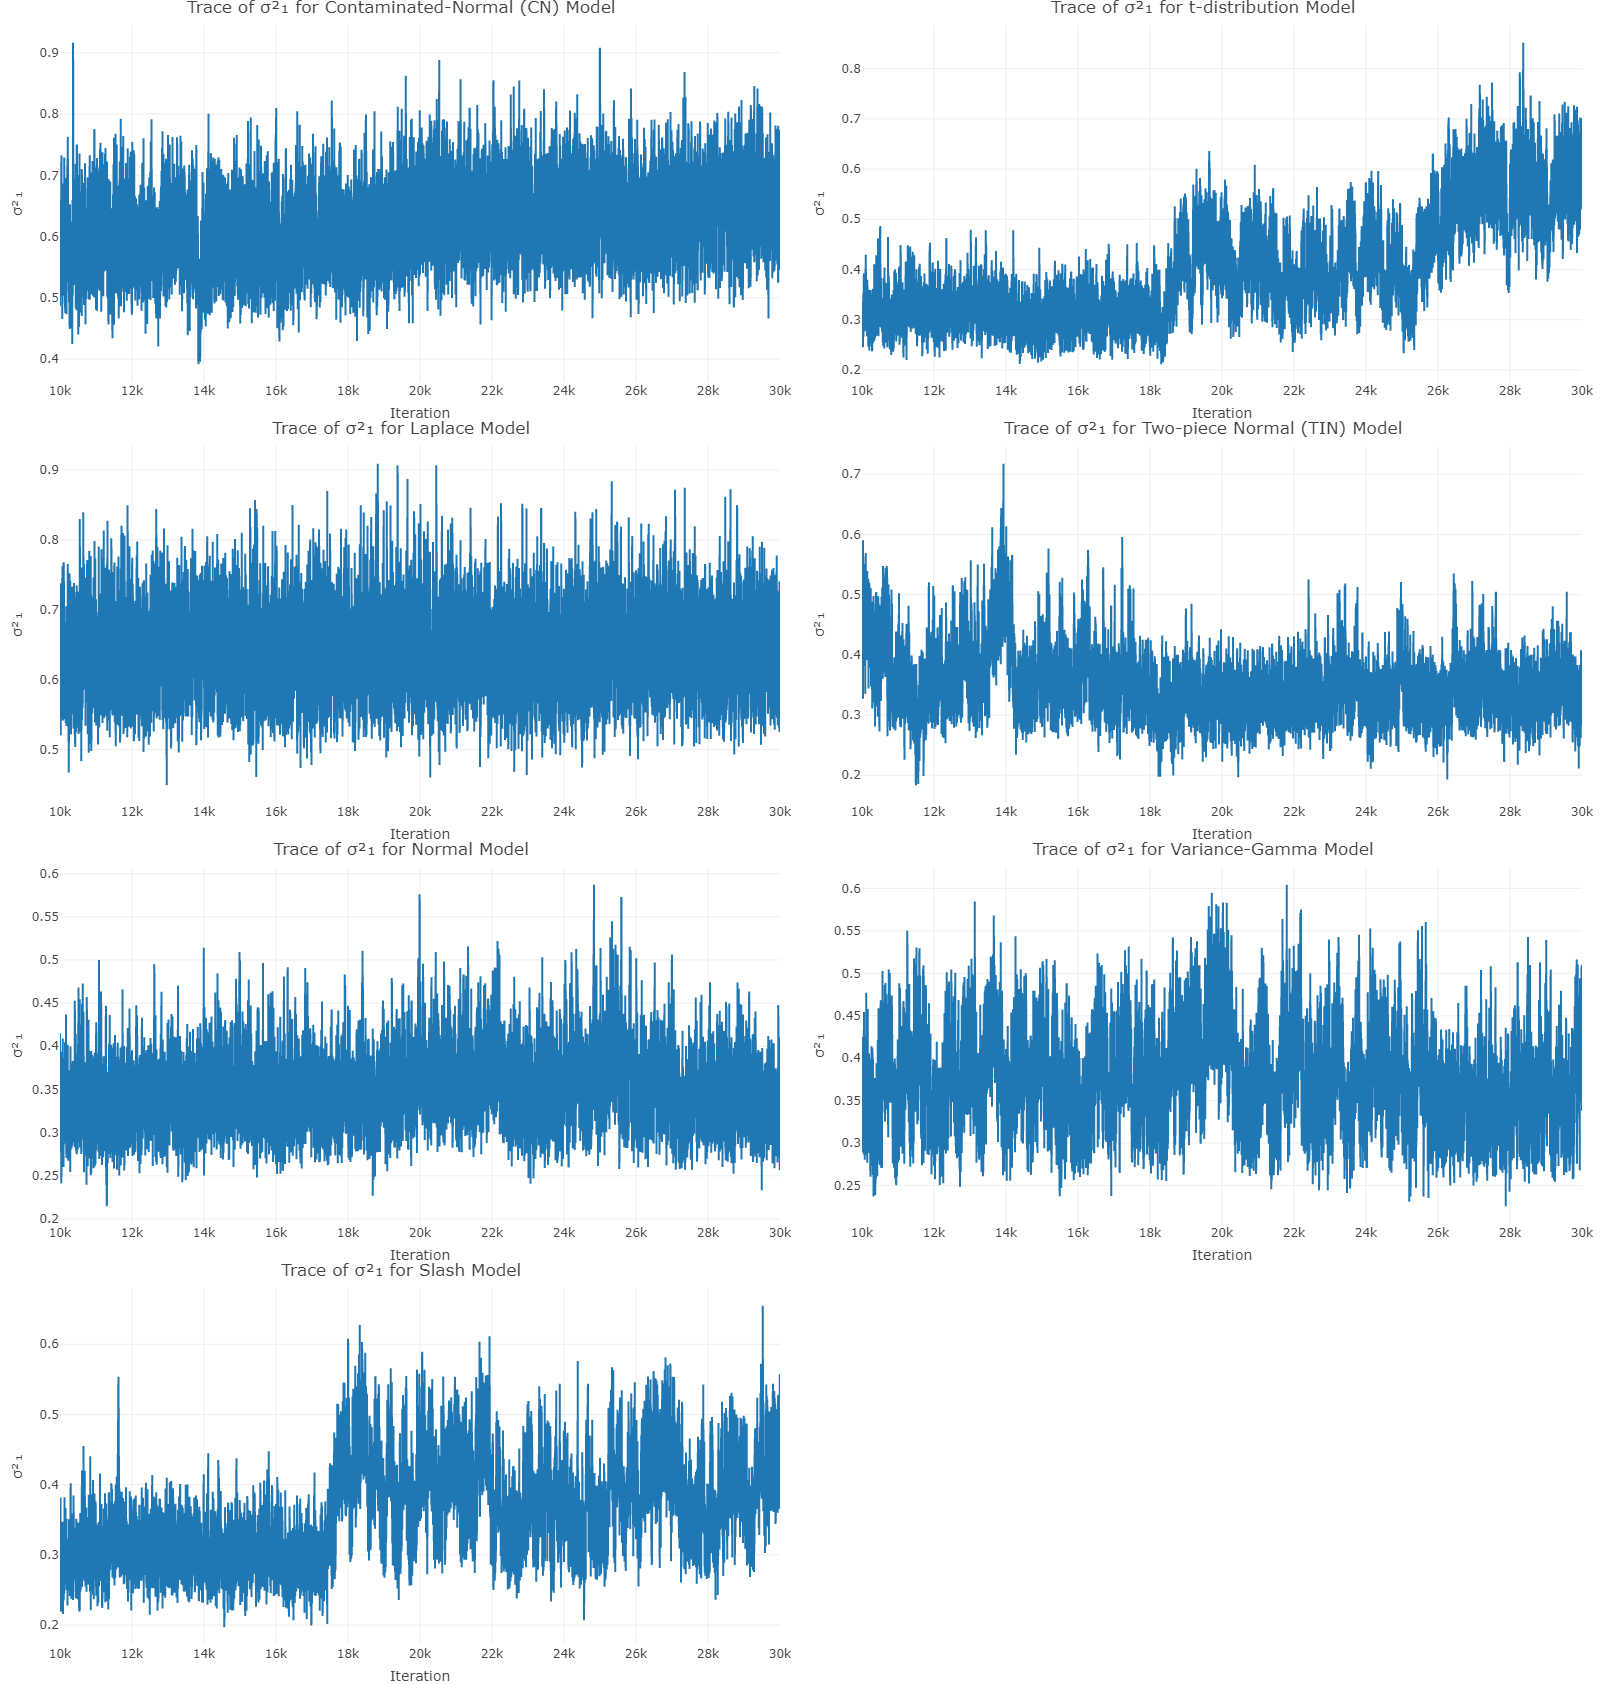 Trace of σ²₁ for Contaminated-Normal (CN) Model
σ²₁
0.9
0.8
0.7
0.6
0.5
0.4
10k 12k 14k 16k 18k 20k 22k 24k 26k 28k 30k
Iteration
Trace of σ²₁ for t-distribution Model
σ²₁
0.8
0.7
0.6
0.5
0.4
0.3
0.2
10k 12k 14k 16k 18k 20k 22k 24k 26k 28k 30k
Iteration
Trace of σ²₁ for Laplace Model
σ²₁
0.9
0.8
0.7
0.6
0.5
10k 12k 14k 16k 18k 20k 22k 24k 26k 28k 30k
Iteration
Trace of σ²₁ for Two-piece Normal (TIN) Model
σ²₁
0.7
0.6
0.5
0.4
0.3
0.2
10k 12k 14k 16k 18k 20k 22k 24k 26k 28k 30k
Iteration
Trace of σ²₁ for Normal Model
σ²₁
0.6
0.55
0.5
0.45
0.4
0.35
0.3
0.25
0.2
10k 12k 14k 16k 18k 20k 22k 24k 26k 28k 30k
Iteration
Trace of σ²₁ for Variance-Gamma Model
σ²₁
0.6
0.55
0.5
0.45
0.4
0.35
0.3
0.25
10k 12k 14k 16k 18k 20k 22k 24k 26k 28k 30k
Iteration
Trace of σ²₁ for Slash Model
σ²₁
0.6
0.5
0.4
0.3
0.2
10k 12k 14k 16k 18k 20k 22k 24k 26k 28k 30k
Iteration